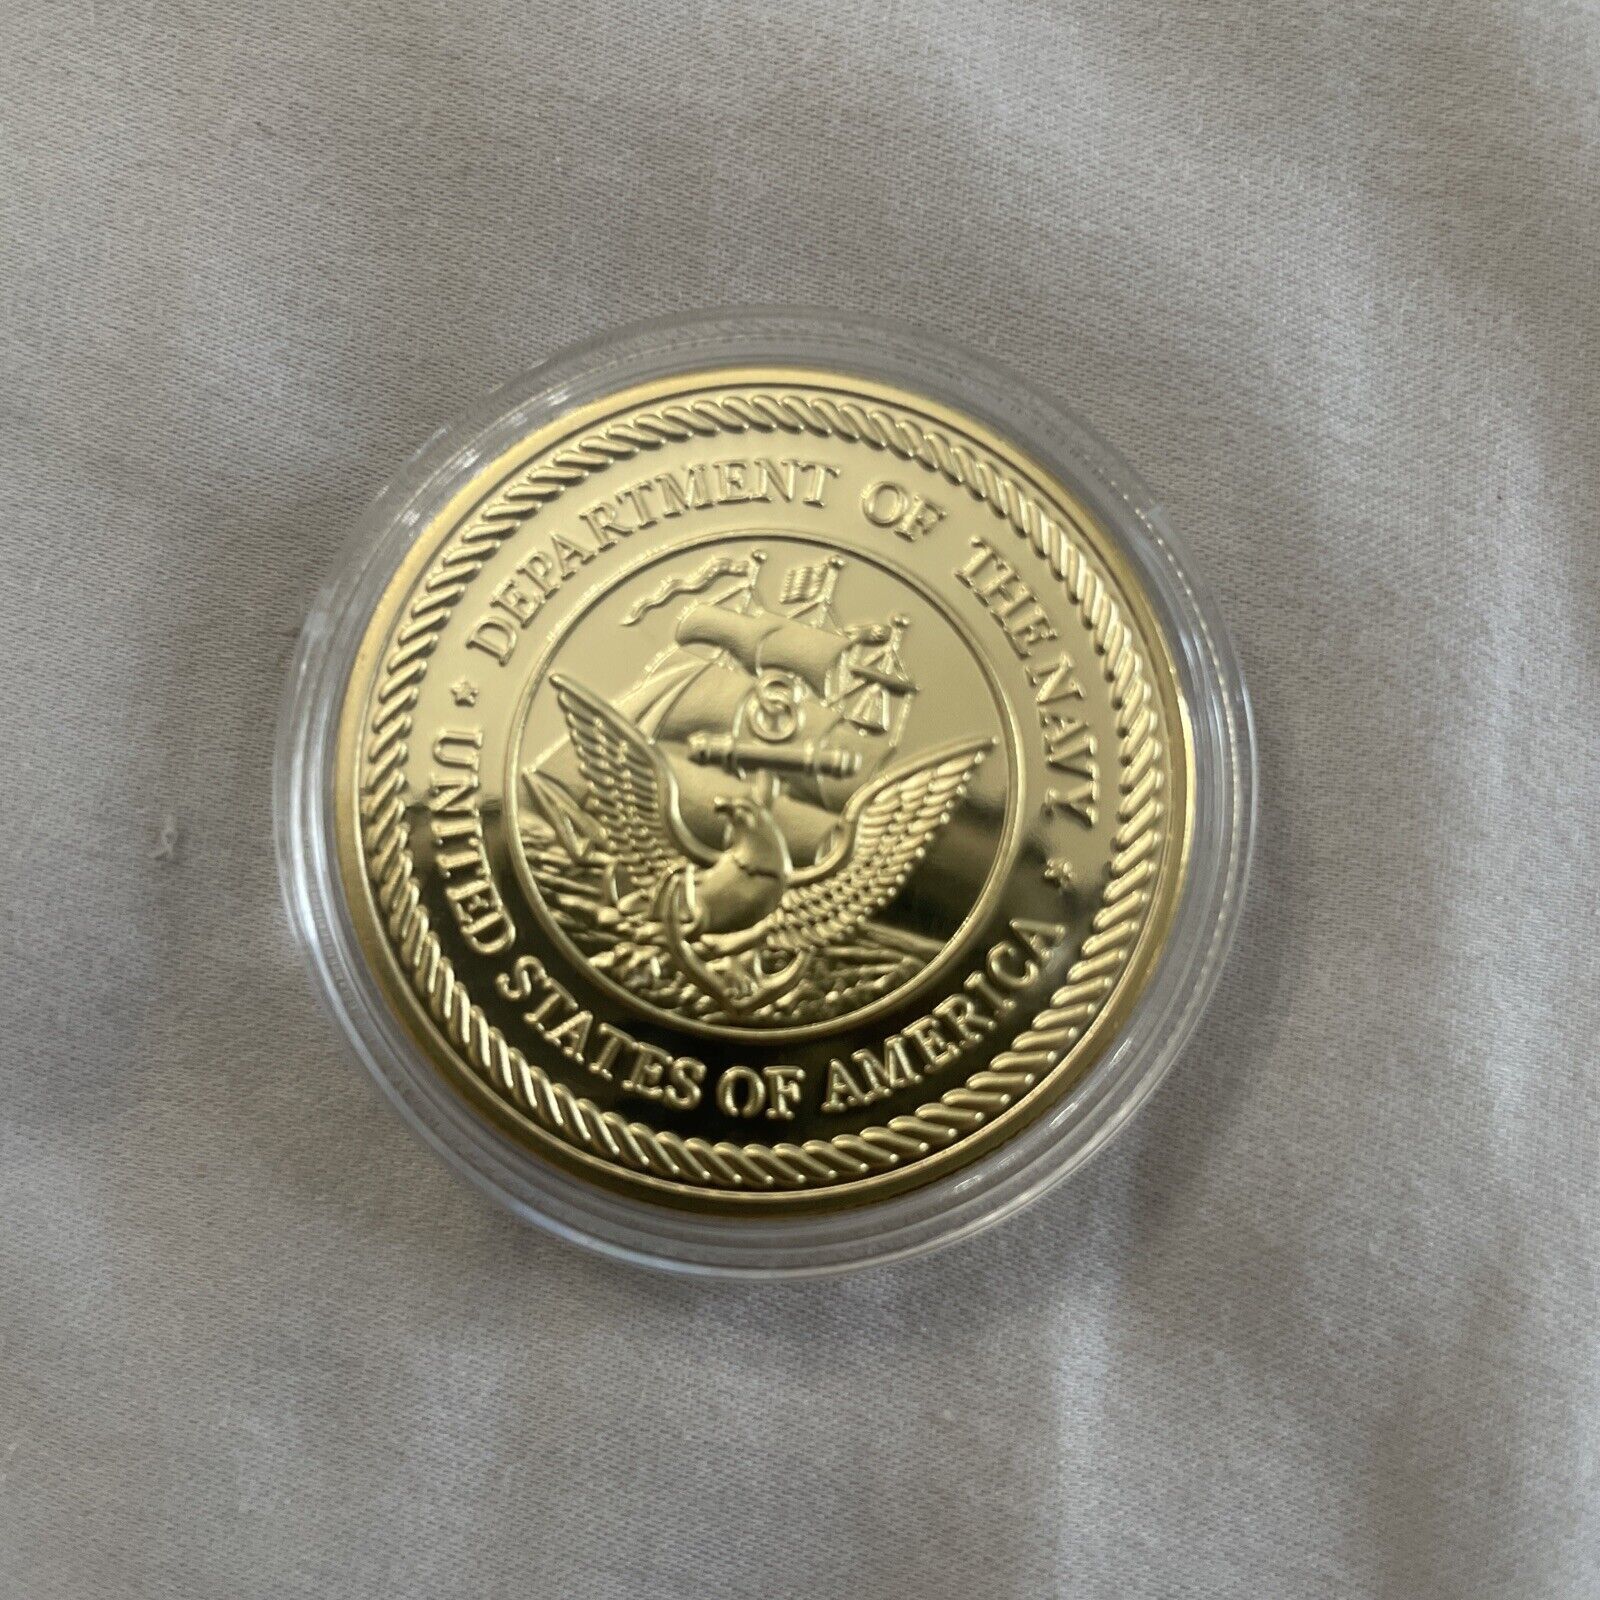 DEPARTMENT OF THE NAVY
UNITED STATES OF AMERICA